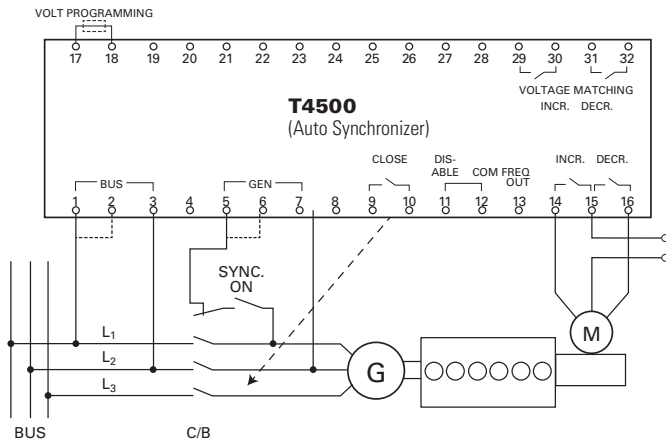 VOLT PROGRAMMING
17 18 19 20 21 22 23 24 25 26 27 28 29 30 31 32
VOLTAGE MATCHING
INCR. DECR.
T4500
(Auto Synchronizer)
CLOSE
DIS-
ABLE
COM FREQ
OUT
INCR. DECR.
BUS
GEN
1 2 3 4 5 6 7 8 9 10 11 12 13 14 15 16
SYNC.
ON
L1
L2
L3
M
G
BUS
C/B